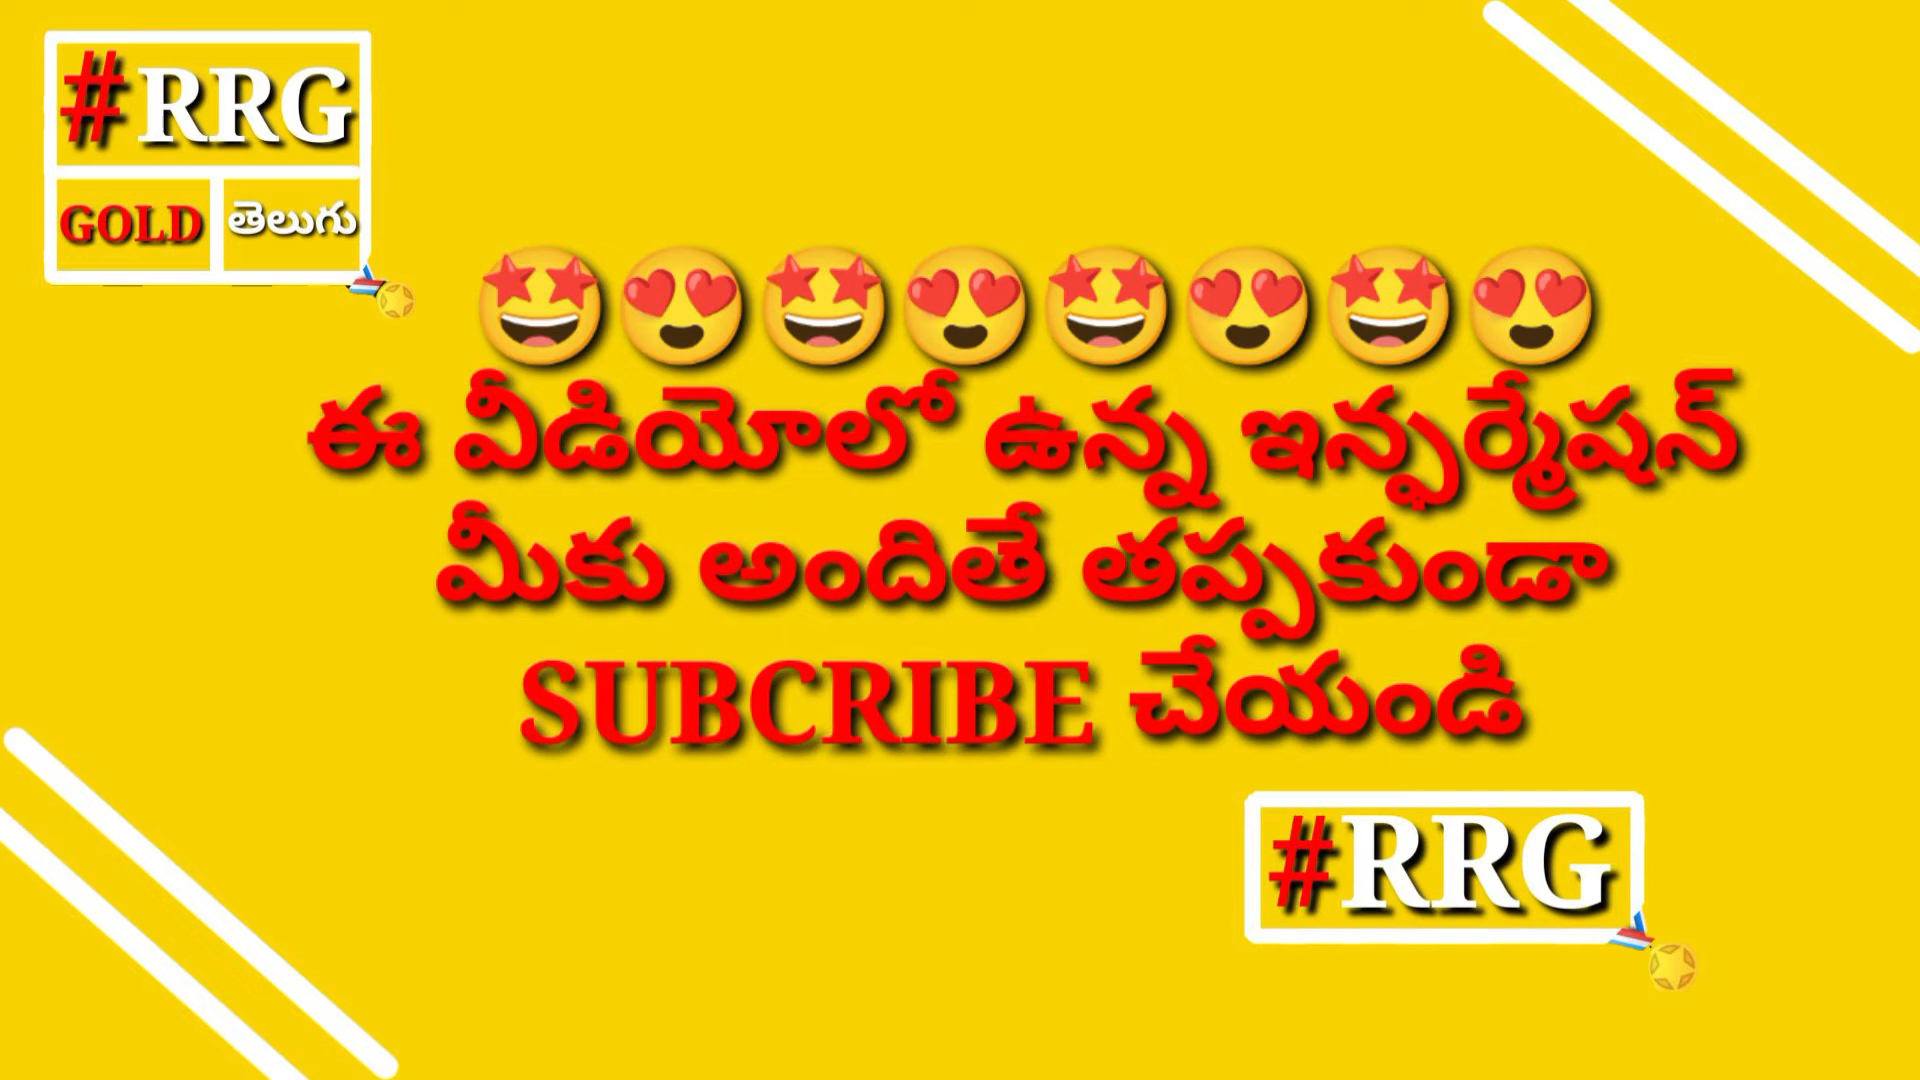 #RRG
GOLD తెలుగు
🤩😍🤩😍🤩😍🤩😍
ఈ వీడియోలో ఉన్న ఇన్ఫర్మేషన్
మీకు అందితే తప్పకుండా
SUBCRIBE చేయండి
#RRG